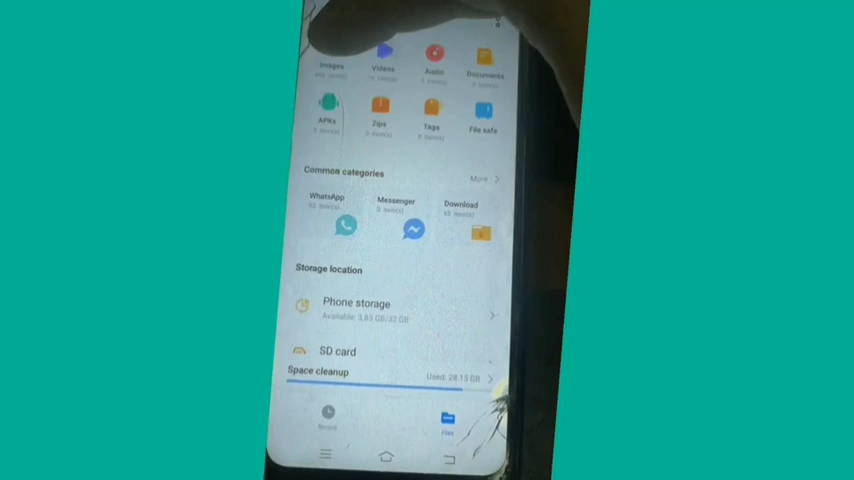 Images
Videos
Audio
Documents
APKs
Zips
Tags
File safe
Common categories
More
WhatsApp
Messenger
Download
Storage location
Phone storage
Available: 3.85 GB/32 GB
SD card
Space cleanup
Used: 28.15 GB
Recent
Files